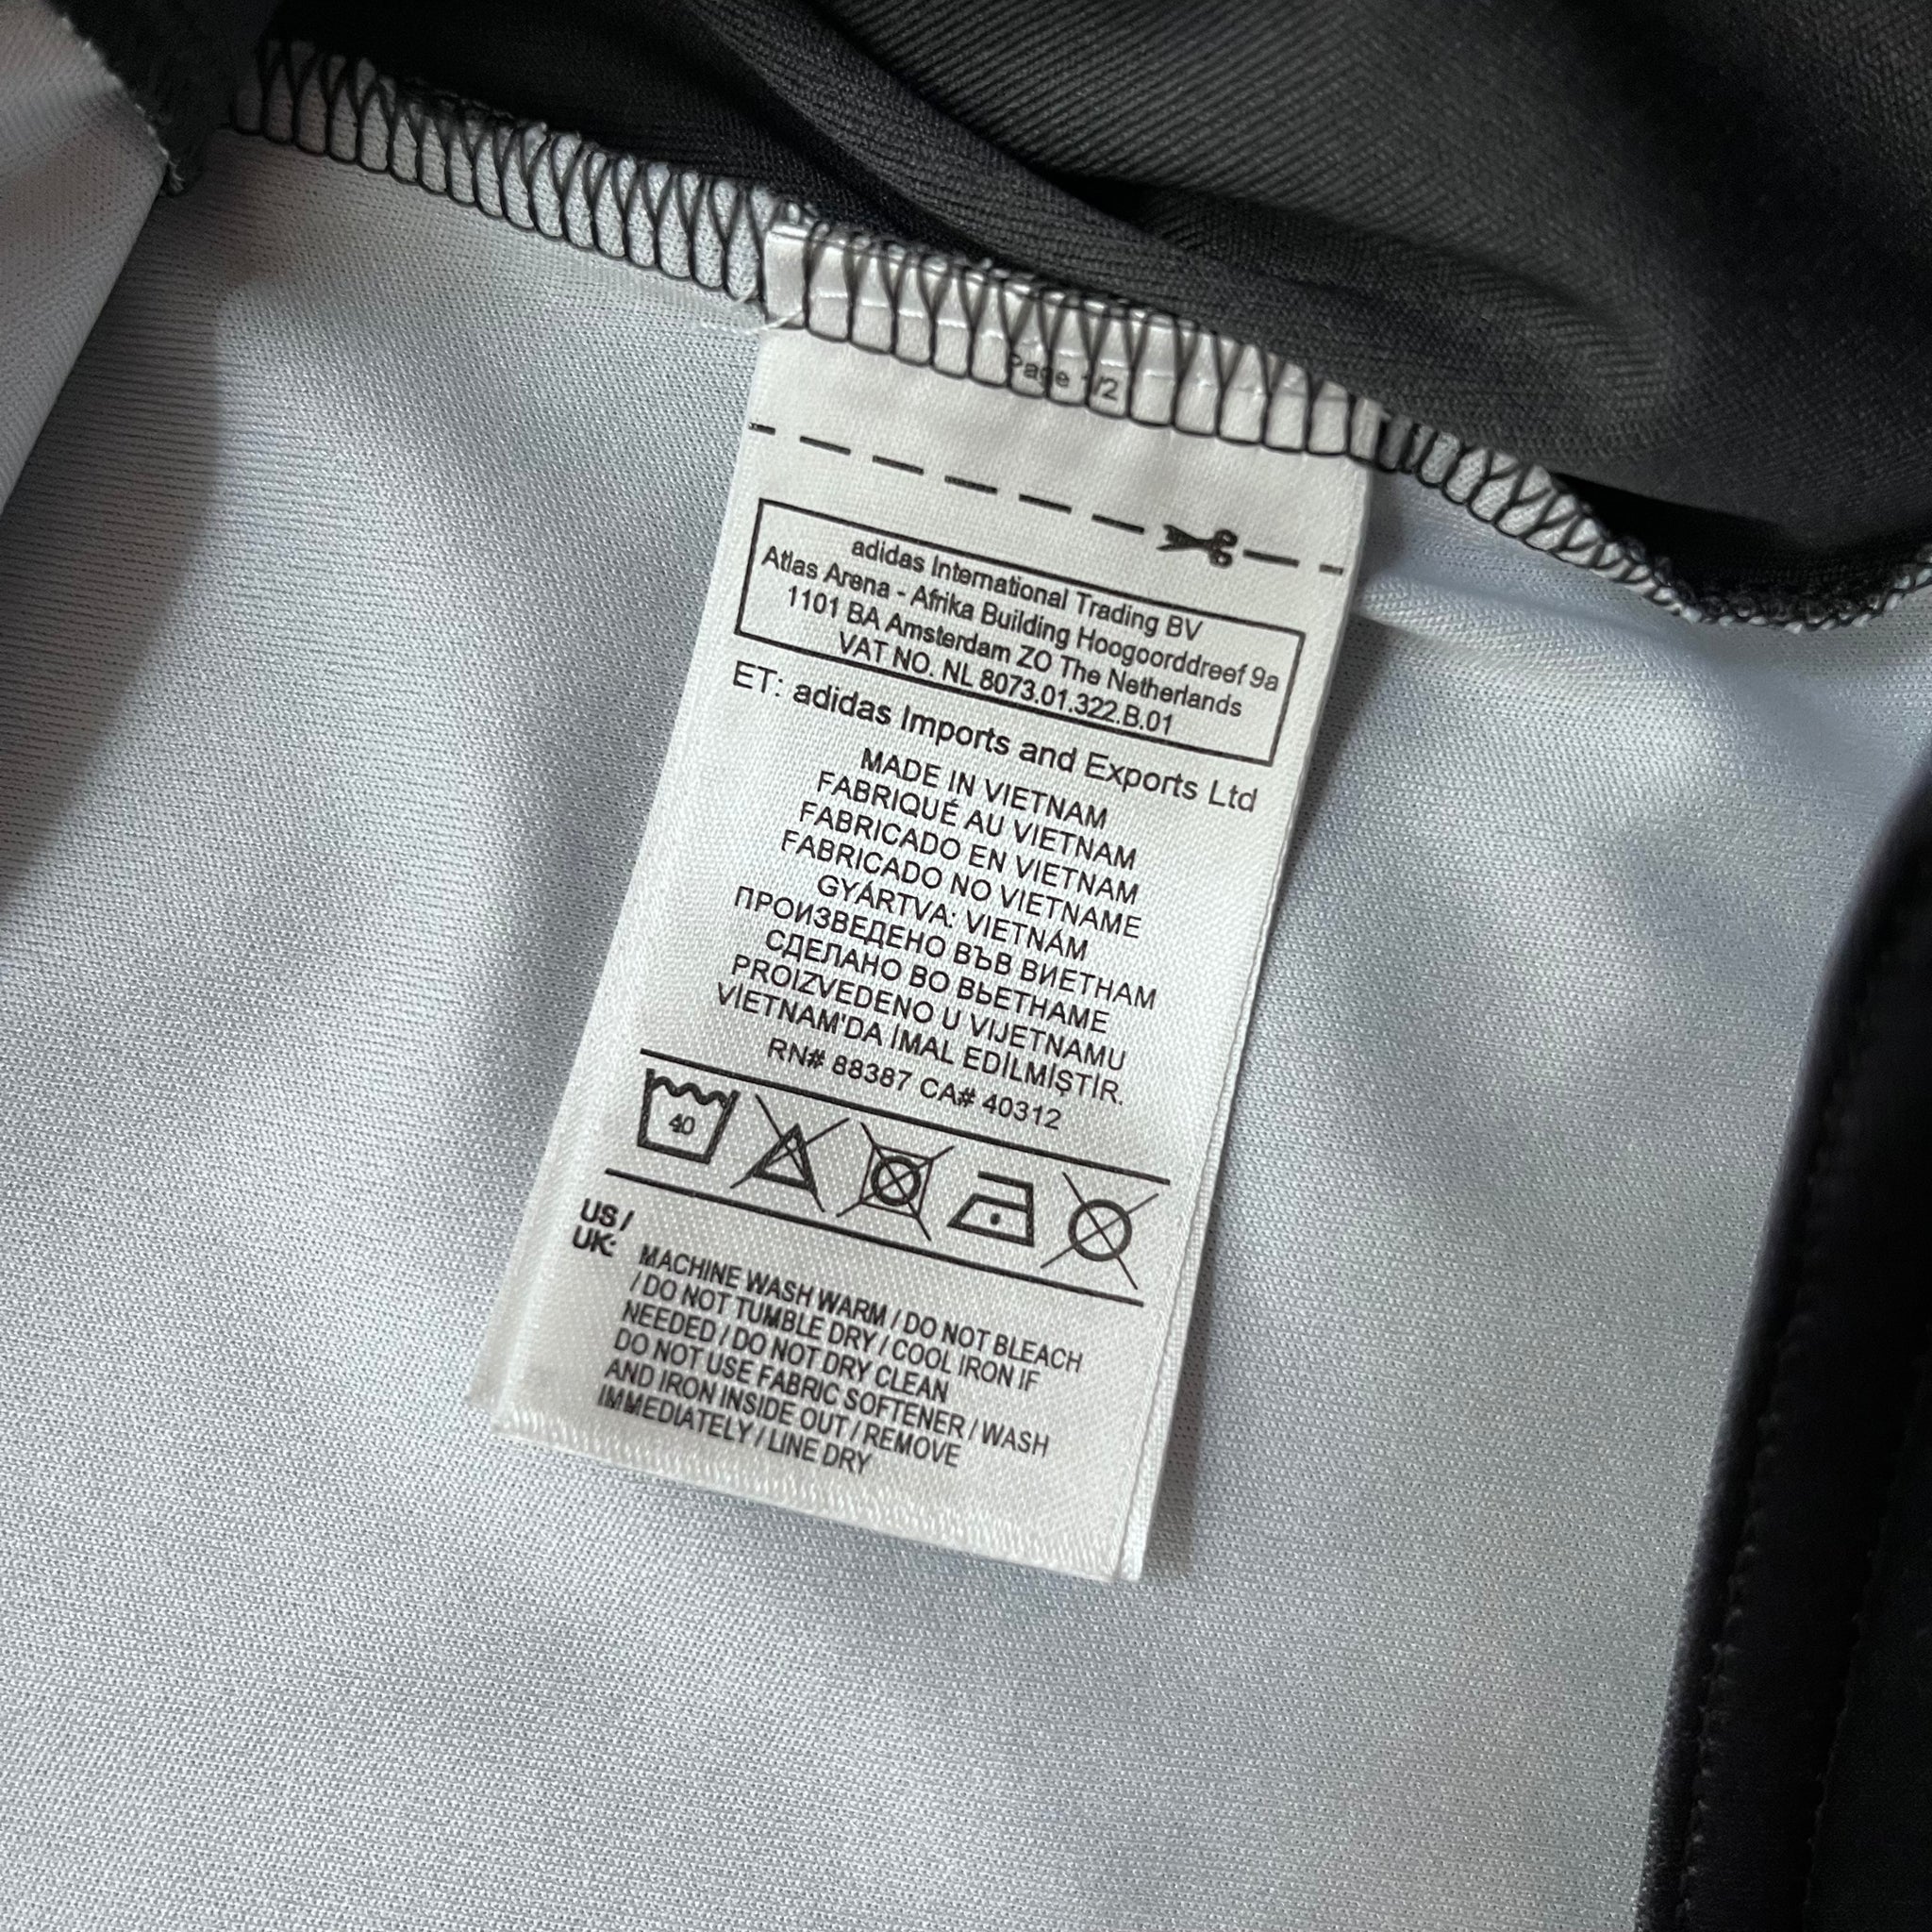 Page 1/2
adidas International Trading BV
Atlas Arena - Afrika Building Hoogoorddreef 9a
1101 BA Amsterdam ZO The Netherlands
VAT NO. NL 8073.01.322.B.01
ET: adidas Imports and Exports Ltd
MADE IN VIETNAM
FABRIQUÉ AU VIETNAM
FABRICADO EN VIETNAM
FABRICADO NO VIETNAME
GYÁRTVA: VIETNÁM
ПРОИЗВЕДЕНО ВЪВ ВИЕТНАМ
СДЕЛАНО ВО ВЬЕТНАМЕ
PROIZVEDENO U VIJETNAMU
VİETNAM'DA İMAL EDİLMİŞTİR.
RN# 88387 CA# 40312
40
US /
UK:
MACHINE WASH WARM / DO NOT BLEACH
/ DO NOT TUMBLE DRY / COOL IRON IF
NEEDED / DO NOT DRY CLEAN
DO NOT USE FABRIC SOFTENER / WASH
AND IRON INSIDE OUT / REMOVE
IMMEDIATELY / LINE DRY